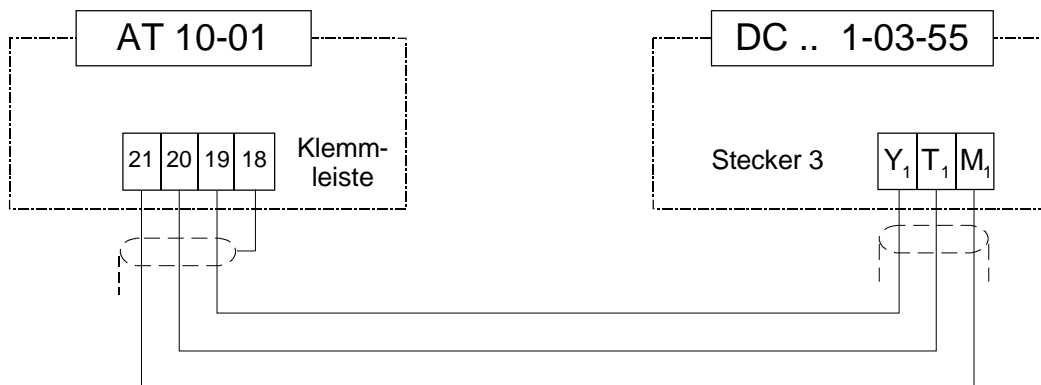 AT 10-01
DC .. 1-03-55
21 20 19 18
Klemm-
leiste
Stecker 3
Y₁ T₁ M₁